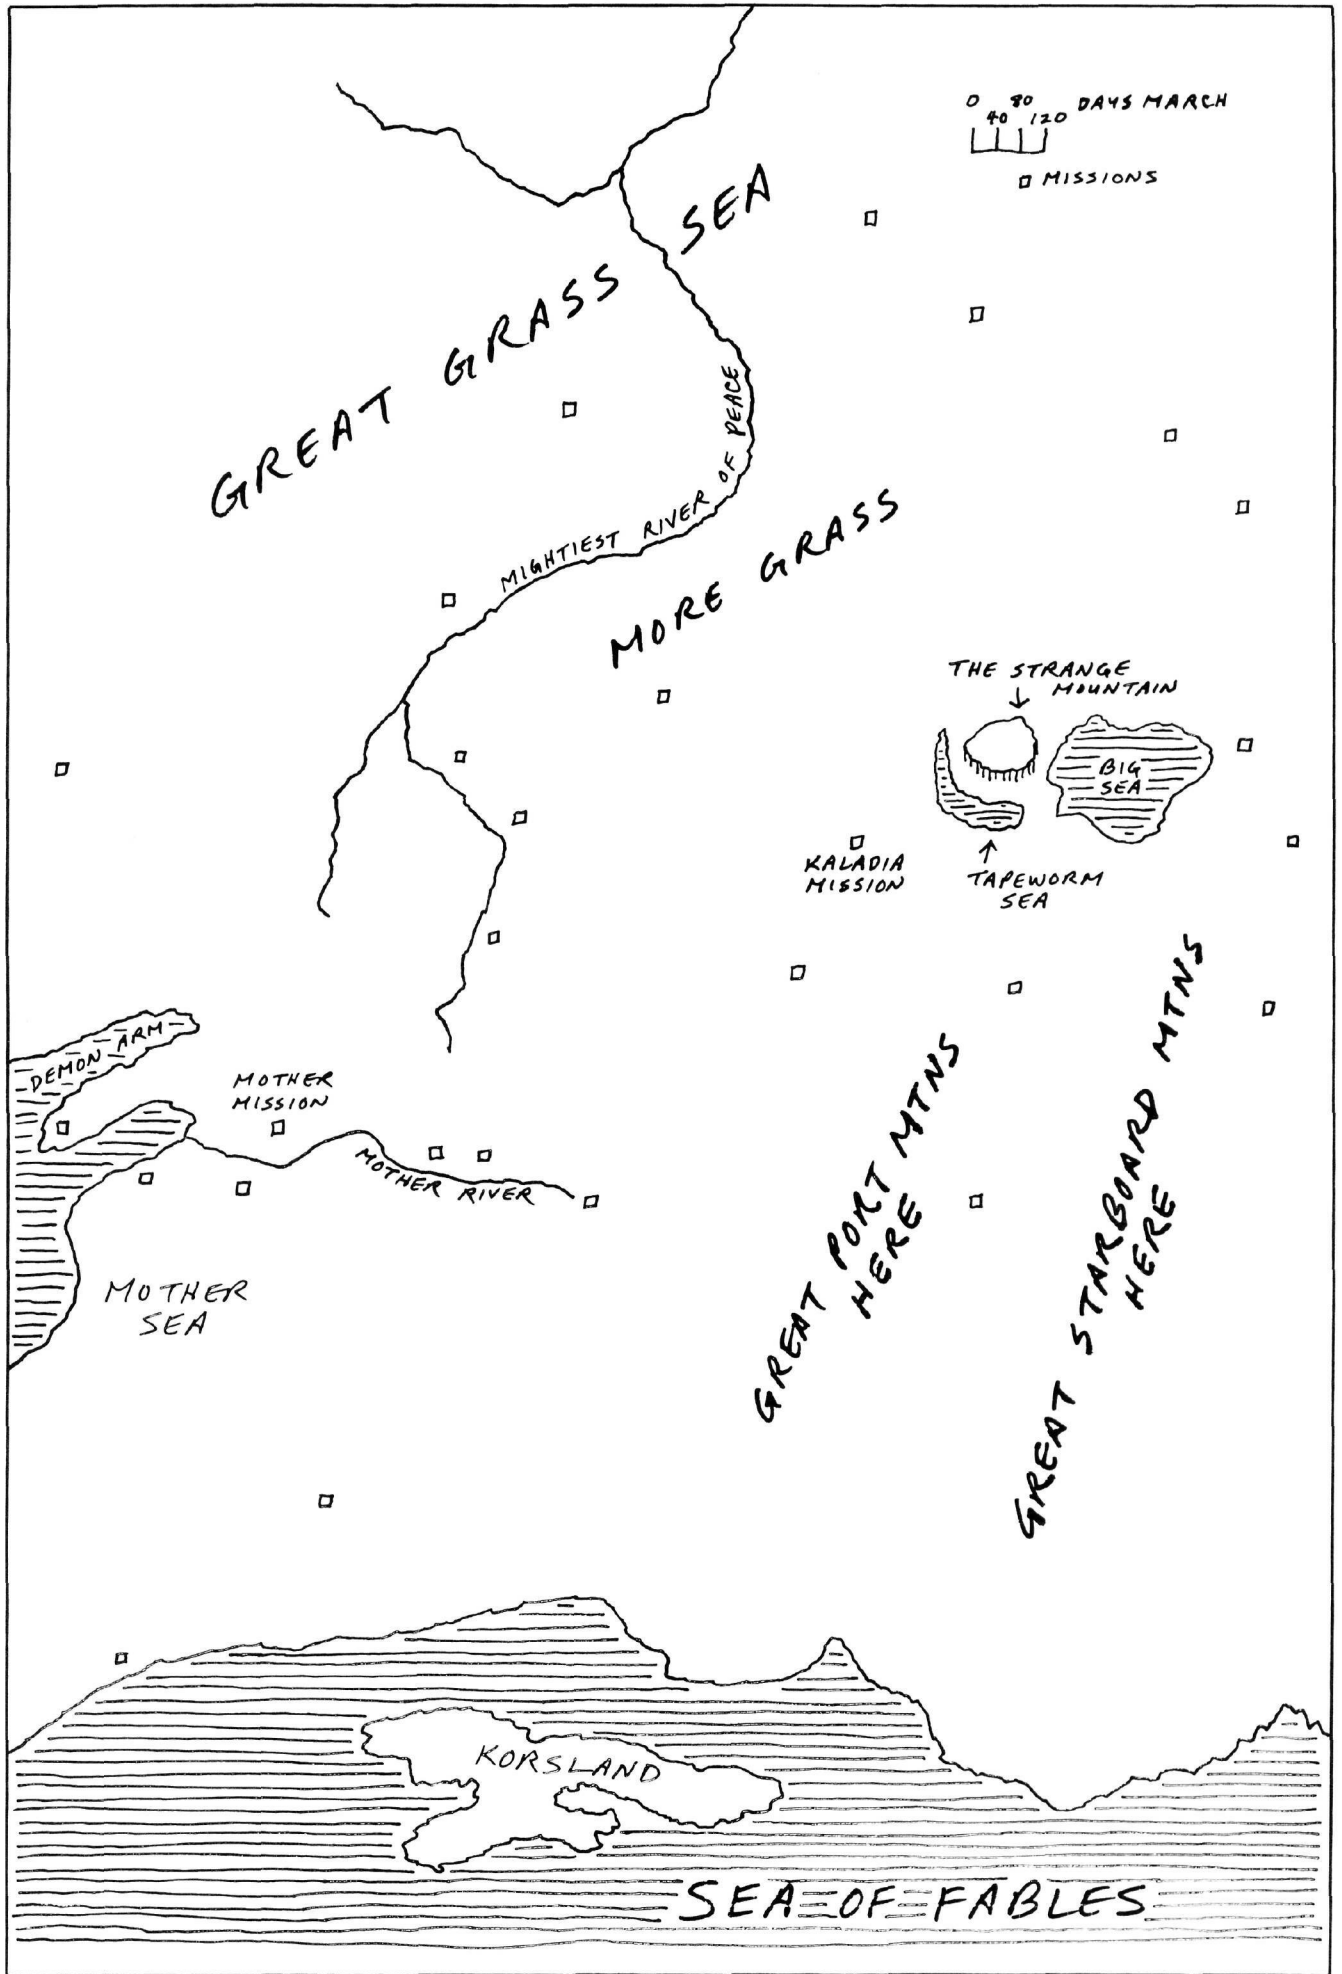 0 80 DAYS MARCH
40 120
MISSIONS
GREAT GRASS SEA
MIGHTIEST RIVER OF PEACE
MORE GRASS
THE STRANGE
MOUNTAIN
BIG
SEA
KALADIA
MISSION
TAPEWORM
SEA
DEMON ARM
MOTHER
MISSION
MOTHER RIVER
MOTHER
SEA
GREAT PORT MTNS
HERE
GREAT STARBOARD MTNS
HERE
KORSLAND
SEA OF FABLES